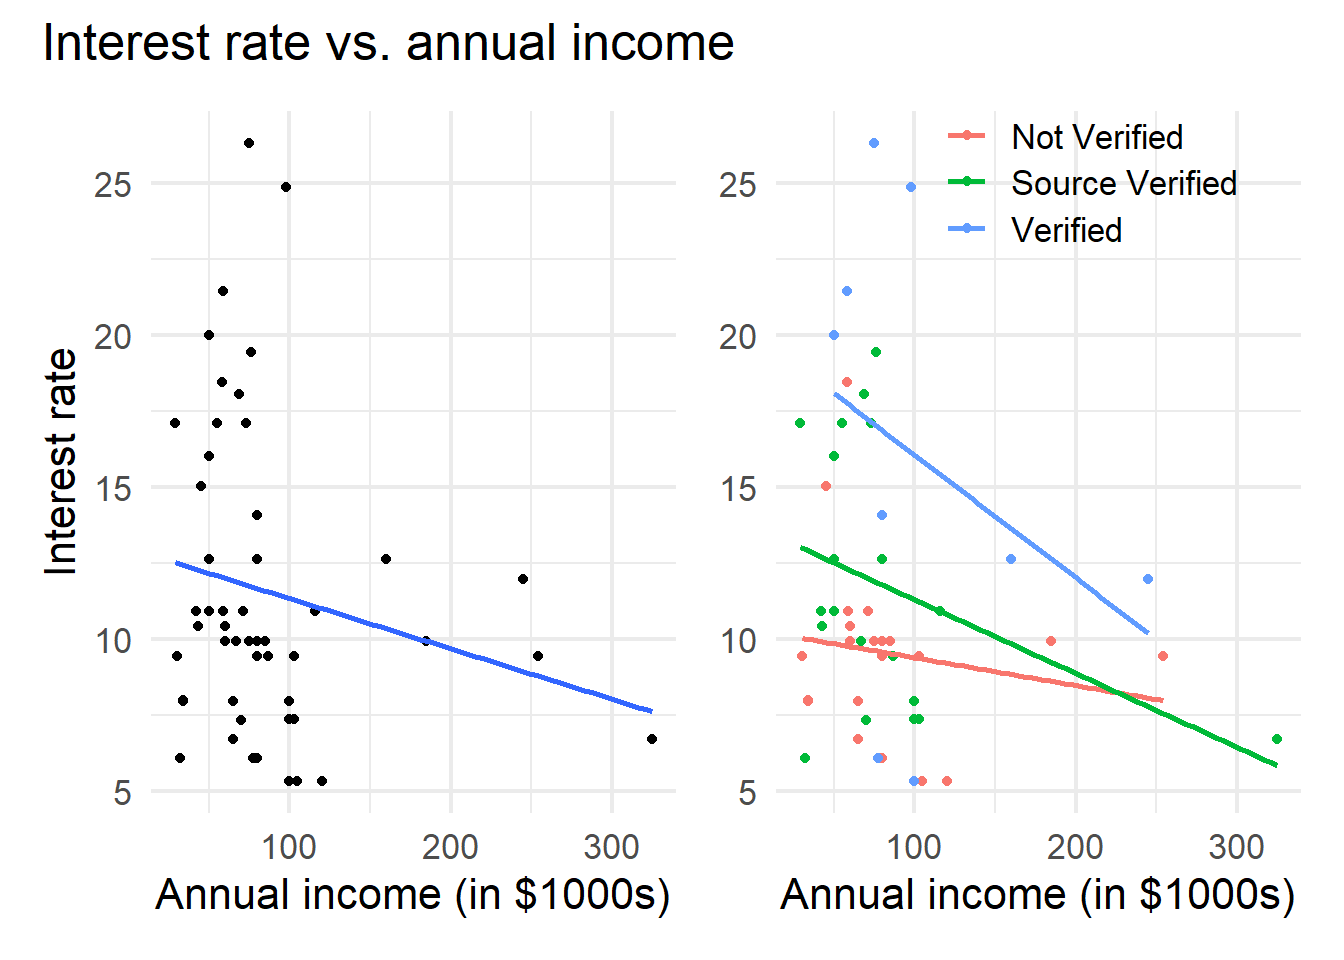 Interest rate vs. annual income
Interest rate
25
20
15
10
5
100 200 300
Annual income (in $1000s)
Not Verified
Source Verified
Verified
25
20
15
10
5
100 200 300
Annual income (in $1000s)